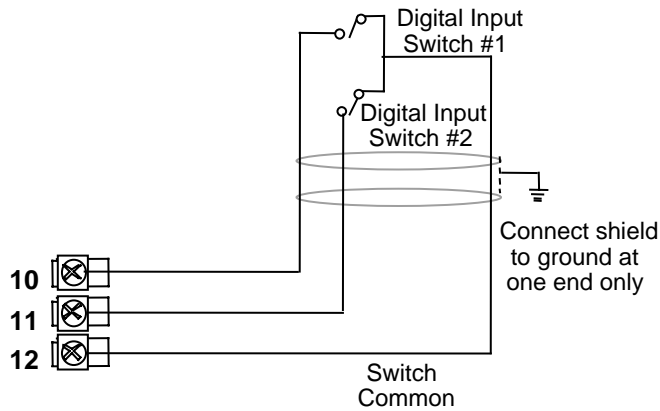 Digital Input
Switch #1
Digital Input
Switch #2
Connect shield
to ground at
one end only
10
11
12
Switch
Common